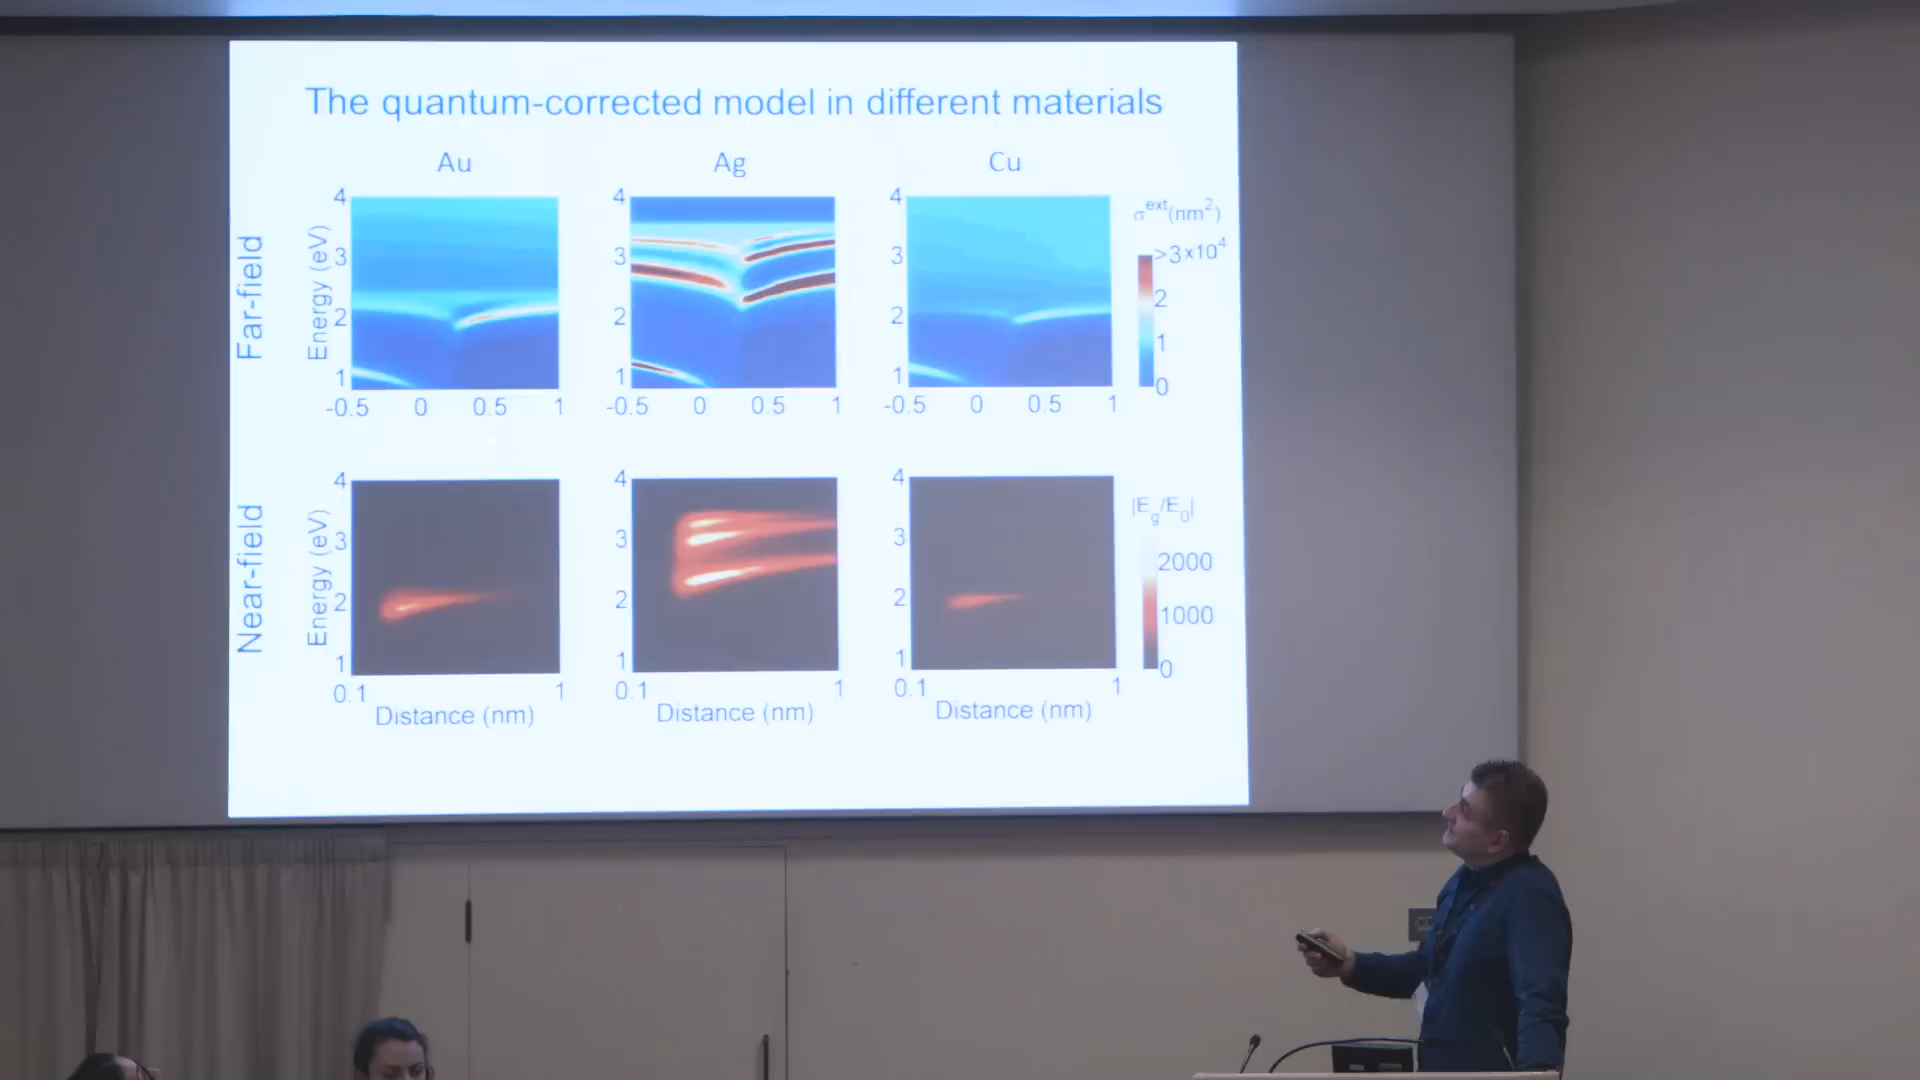 The quantum-corrected model in different materials
Au Ag Cu
Far-field
Energy (eV)
4
3
2
1
-0.5 0 0.5 1
4
3
2
1
-0.5 0 0.5 1
4
3
2
1
-0.5 0 0.5 1
σext(nm2)
>3x104
2
1
0
Near-field
Energy (eV)
4
3
2
1
0.1 1
Distance (nm)
4
3
2
1
0.1 1
Distance (nm)
4
3
2
1
0.1 1
Distance (nm)
|Eg/E0|
2000
1000
0